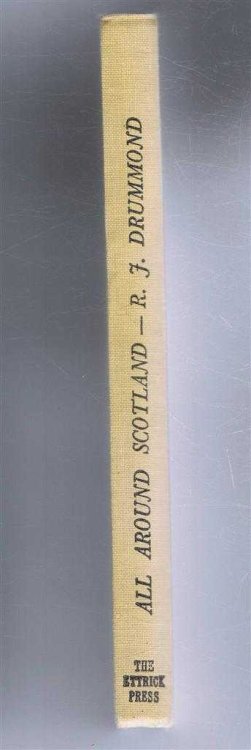 ALL AROUND SCOTLAND — R. J. DRUMMOND
THE
ETTRICK
PRESS